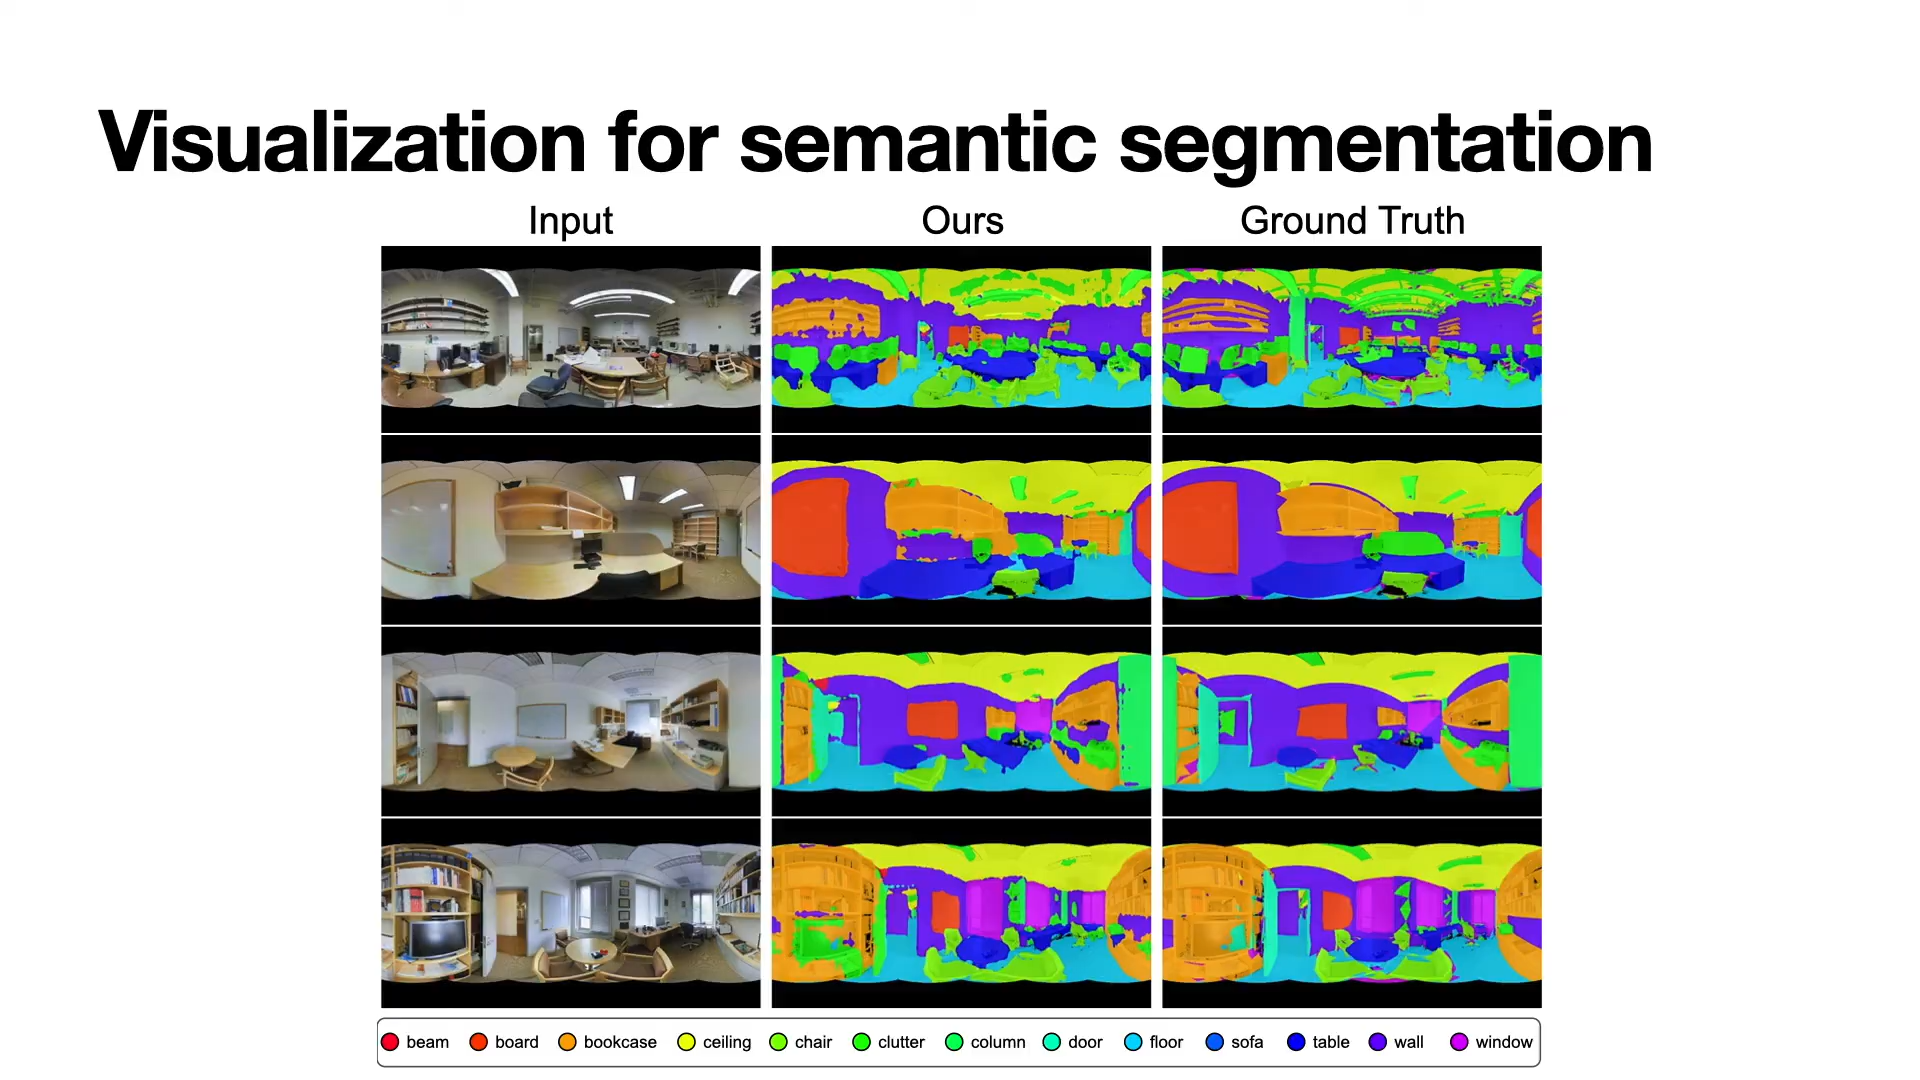 Visualization for semantic segmentation
Input Ours Ground Truth
beam board bookcase ceiling chair clutter column door floor sofa table wall window